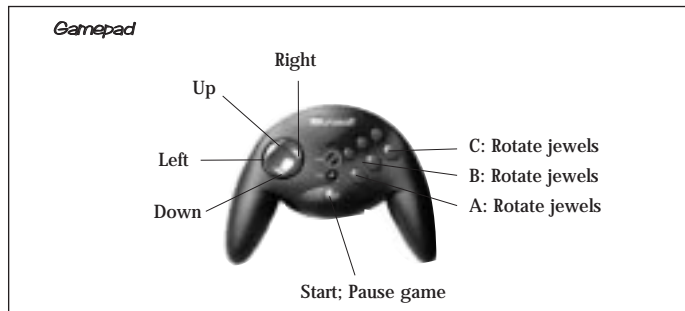 Gamepad
Right
Up
Left
Down
C: Rotate jewels
B: Rotate jewels
A: Rotate jewels
Start; Pause game